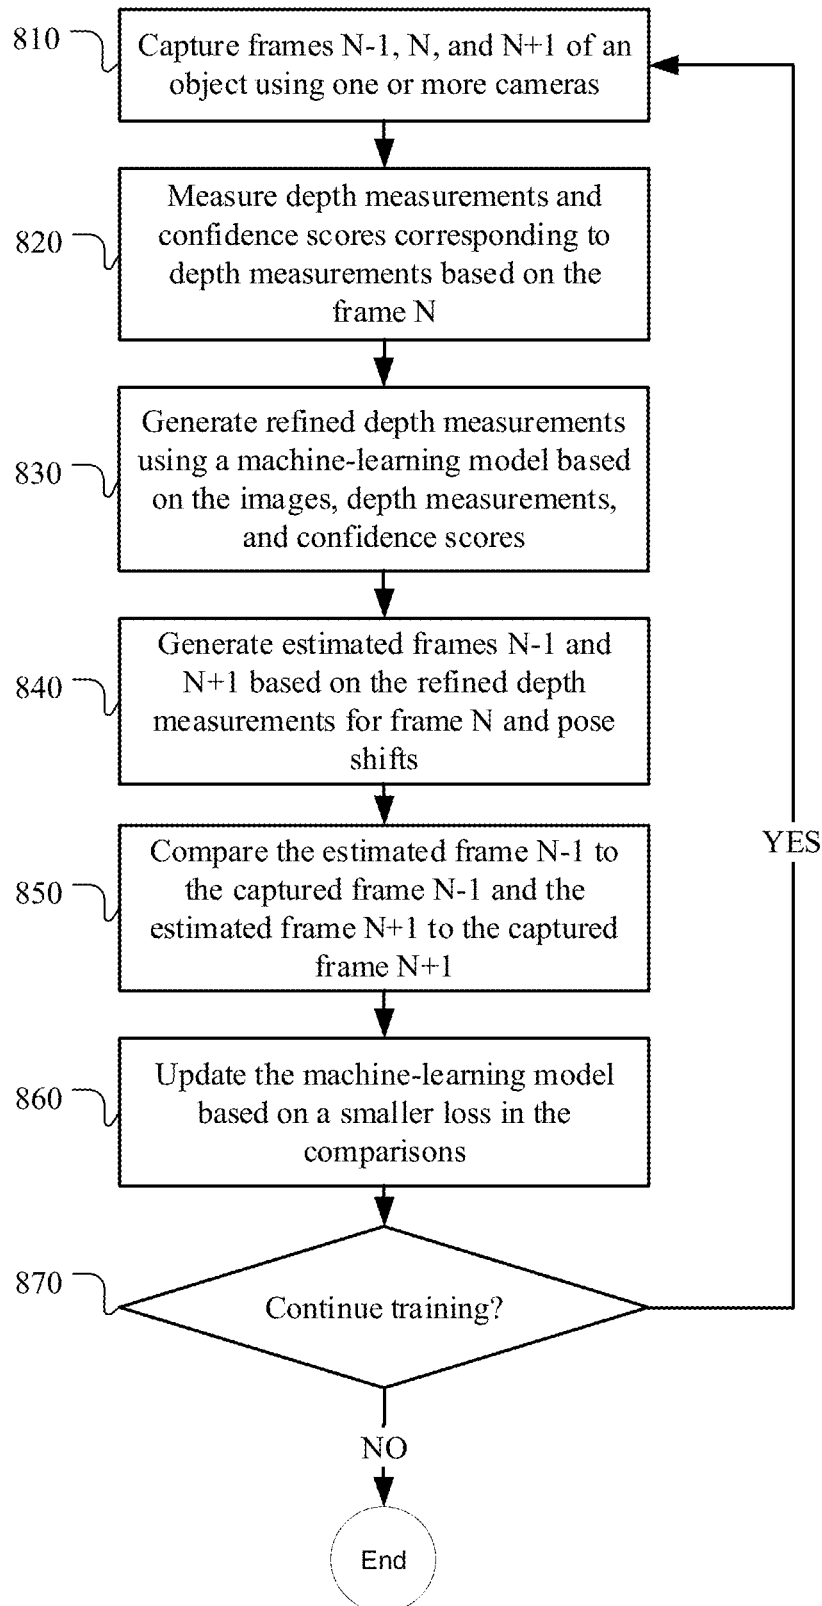 810
Capture frames N-1, N, and N+1 of an
object using one or more cameras
820
Measure depth measurements and
confidence scores corresponding to
depth measurements based on the
frame N
830
Generate refined depth measurements
using a machine-learning model based
on the images, depth measurements,
and confidence scores
840
Generate estimated frames N-1 and
N+1 based on the refined depth
measurements for frame N and pose
shifts
850
Compare the estimated frame N-1 to
the captured frame N-1 and the
estimated frame N+1 to the captured
frame N+1
860
Update the machine-learning model
based on a smaller loss in the
comparisons
870
Continue training?
YES
NO
End